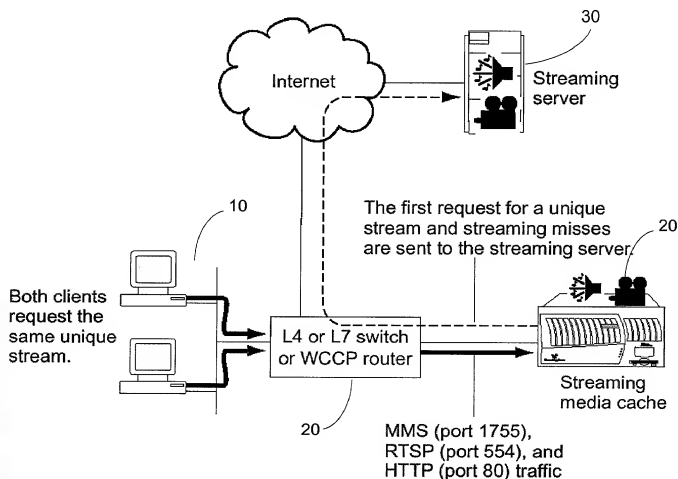 30
Internet
Streaming
server
10
The first request for a unique
stream and streaming misses
are sent to the streaming server.
20
Both clients
request the
same unique
stream.
L4 or L7 switch
or WCCP router
Streaming
media cache
20
MMS (port 1755),
RTSP (port 554), and
HTTP (port 80) traffic